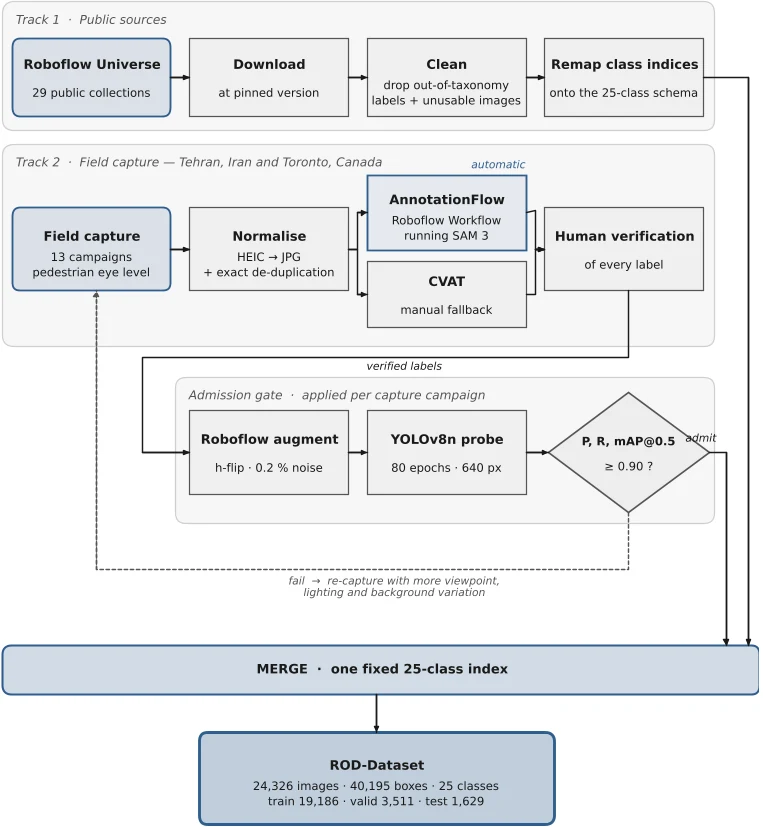 Track 1 · Public sources
Roboflow Universe
29 public collections
Download
at pinned version
Clean
drop out-of-taxonomy
labels + unusable images
Remap class indices
onto the 25-class schema
Track 2 · Field capture — Tehran, Iran and Toronto, Canada
automatic
Field capture
13 campaigns
pedestrian eye level
Normalise
HEIC → JPG
+ exact de-duplication
AnnotationFlow
Roboflow Workflow
running SAM 3
CVAT
manual fallback
Human verification
of every label
verified labels
Admission gate · applied per capture campaign
Roboflow augment
h-flip · 0.2 % noise
YOLOv8n probe
80 epochs · 640 px
P, R, mAP@0.5
≥ 0.90 ?
admit
fail → re-capture with more viewpoint,
lighting and background variation
MERGE · one fixed 25-class index
ROD-Dataset
24,326 images · 40,195 boxes · 25 classes
train 19,186 · valid 3,511 · test 1,629